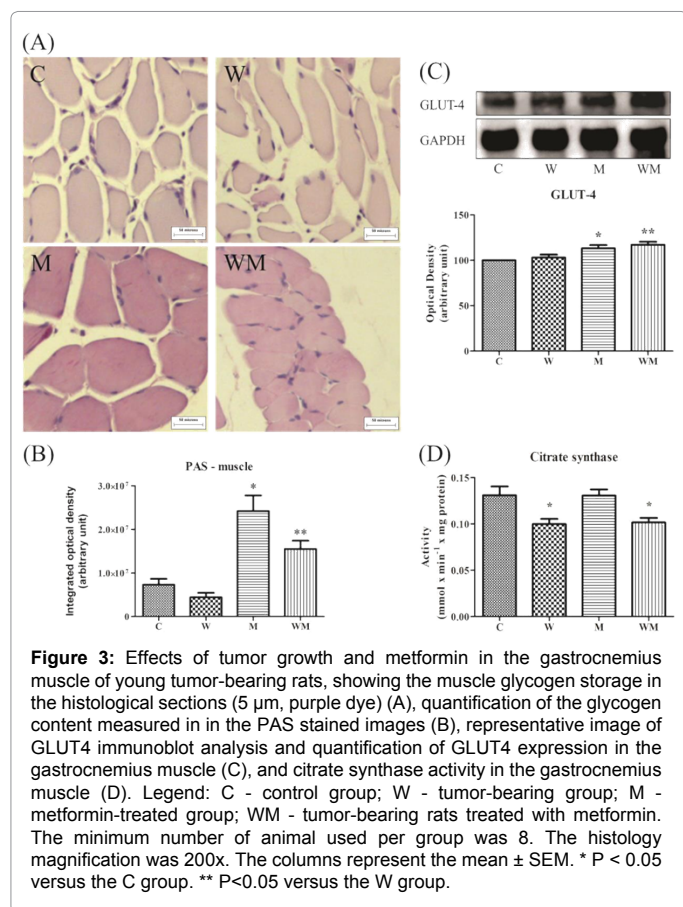 (A)
C
W
50 microns
50 microns
M
WM
50 microns
50 microns
(B)
PAS - muscle
Integrated optical density
(arbitrary unit)
3.0×10⁷
2.0×10⁷
1.0×10⁷
0
*
**
C W M WM
(C)
GLUT-4
GAPDH
C W M WM
GLUT-4
Optical Density
(arbitrary unit)
150
100
50
0
*
**
C W M WM
(D)
Citrate synthase
Activity
(mmol x min⁻¹ x mg protein)
0.15
0.10
0.05
0.00
*
*
C W M WM
Figure 3: Effects of tumor growth and metformin in the gastrocnemius
muscle of young tumor-bearing rats, showing the muscle glycogen storage in
the histological sections (5 µm, purple dye) (A), quantification of the glycogen
content measured in in the PAS stained images (B), representative image of
GLUT4 immunoblot analysis and quantification of GLUT4 expression in the
gastrocnemius muscle (C), and citrate synthase activity in the gastrocnemius
muscle (D). Legend: C - control group; W - tumor-bearing group; M -
metformin-treated group; WM - tumor-bearing rats treated with metformin.
The minimum number of animal used per group was 8. The histology
magnification was 200x. The columns represent the mean ± SEM. * P < 0.05
versus the C group. ** P<0.05 versus the W group.